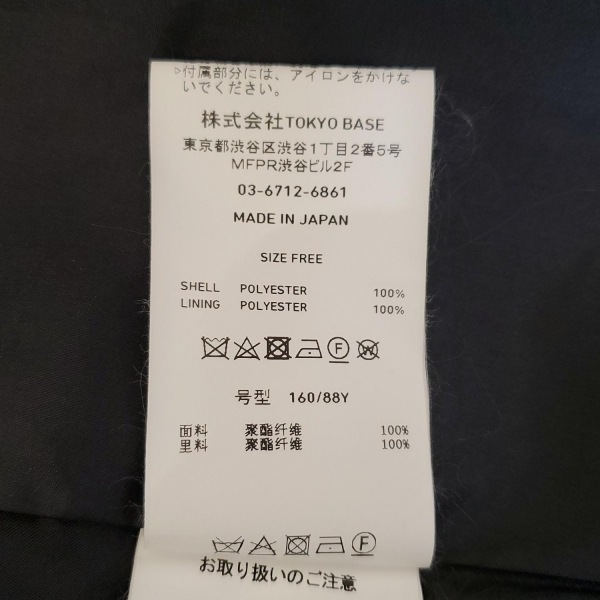 ▷付属部分には、アイロンをかけな
いでください。
株式会社TOKYO BASE
東京都渋谷区渋谷1丁目2番5号
MFPR渋谷ビル2F
03-6712-6861
MADE IN JAPAN
SIZE FREE
SHELL POLYESTER 100%
LINING POLYESTER 100%
F W
号型 160/88Y
面料 聚酯纤维 100%
里料 聚酯纤维 100%
F
お取り扱いのご注意